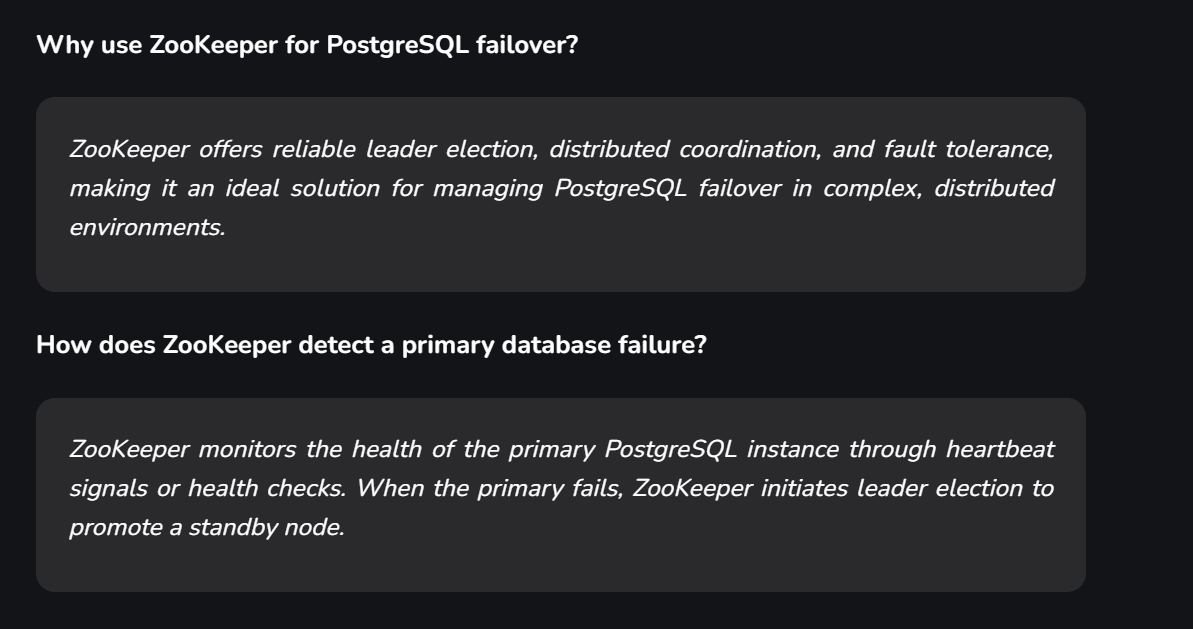 Why use ZooKeeper for PostgreSQL failover?
ZooKeeper offers reliable leader election, distributed coordination, and fault tolerance,
making it an ideal solution for managing PostgreSQL failover in complex, distributed
environments.
How does ZooKeeper detect a primary database failure?
ZooKeeper monitors the health of the primary PostgreSQL instance through heartbeat
signals or health checks. When the primary fails, ZooKeeper initiates leader election to
promote a standby node.